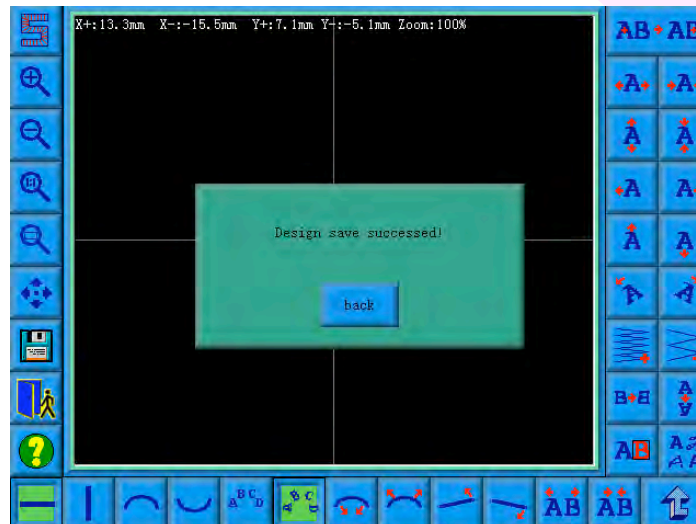 X+:13.3mm X-:-15.5mm Y+:7.1mm Y-:-5.1mm Zoom:100%
Design save successed!
back